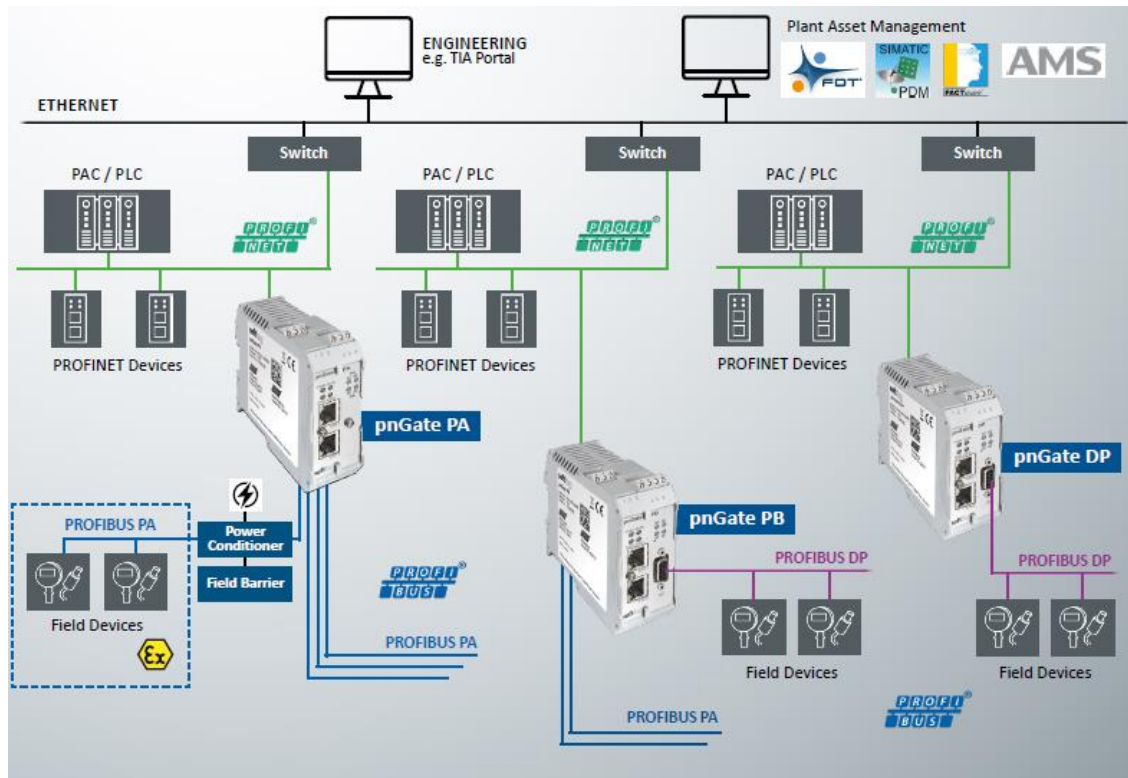 ENGINEERING
e.g. TIA Portal
Plant Asset Management
FDT
SIMATIC
PDM
AMS
ETHERNET
Switch
Switch
Switch
PAC / PLC
PAC / PLC
PAC / PLC
PROFI
NET
PROFI
NET
PROFI
NET
PROFINET Devices
PROFINET Devices
PROFINET Devices
pnGate PA
pnGate DP
pnGate PB
PROFIBUS PA
Power
Conditioner
Field Barrier
Field Devices
Ex
PROFI
BUS
PROFIBUS PA
PROFIBUS DP
Field Devices
PROFIBUS DP
Field Devices
PROFI
BUS
PROFIBUS PA